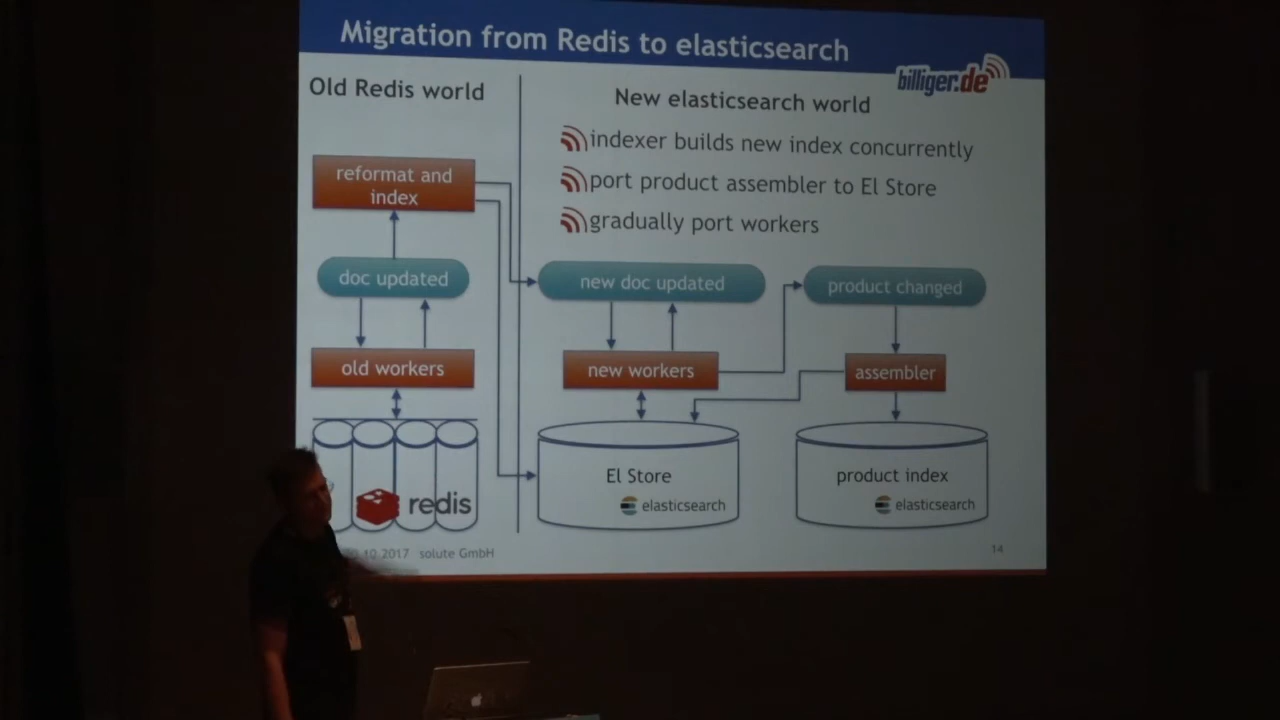 Migration from Redis to elasticsearch
billiger.de
Old Redis world
New elasticsearch world
indexer builds new index concurrently
port product assembler to El Store
gradually port workers
reformat and
index
doc updated
new doc updated
product changed
old workers
new workers
assembler
El Store
product index
redis
elasticsearch
elasticsearch
10.2017 solute GmbH
14